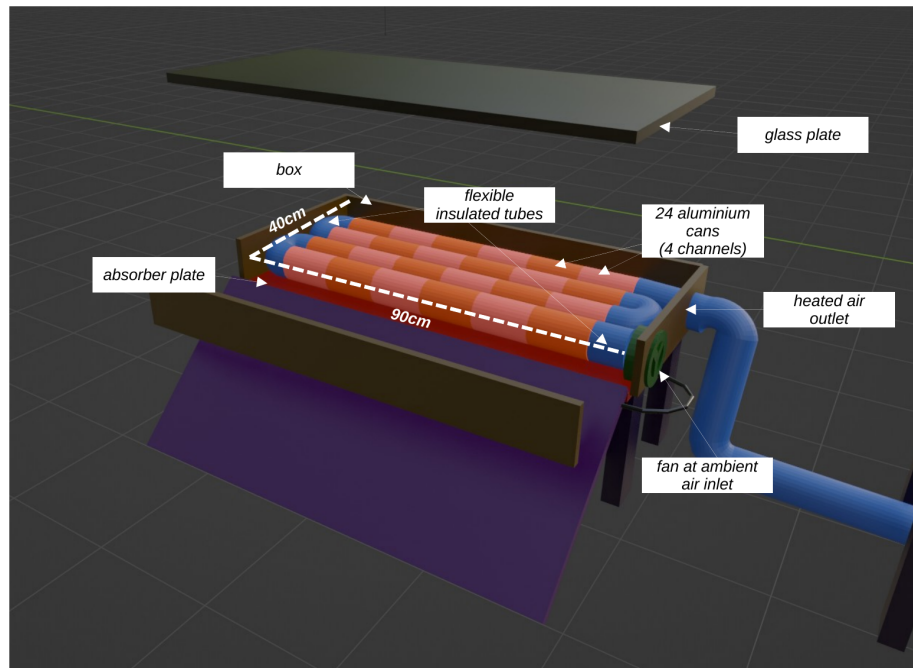 glass plate
box
flexible
insulated tubes
24 aluminium
cans
(4 channels)
40cm
absorber plate
heated air
outlet
90cm
fan at ambient
air inlet